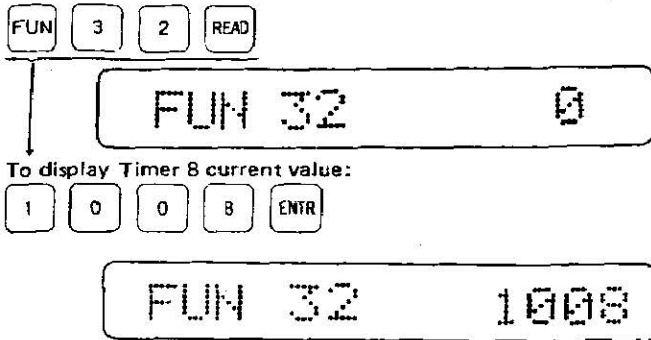 FUN 3 2 READ
FUN 32 0
To display Timer 8 current value:
1 0 0 8 ENTR
FUN 32 1008